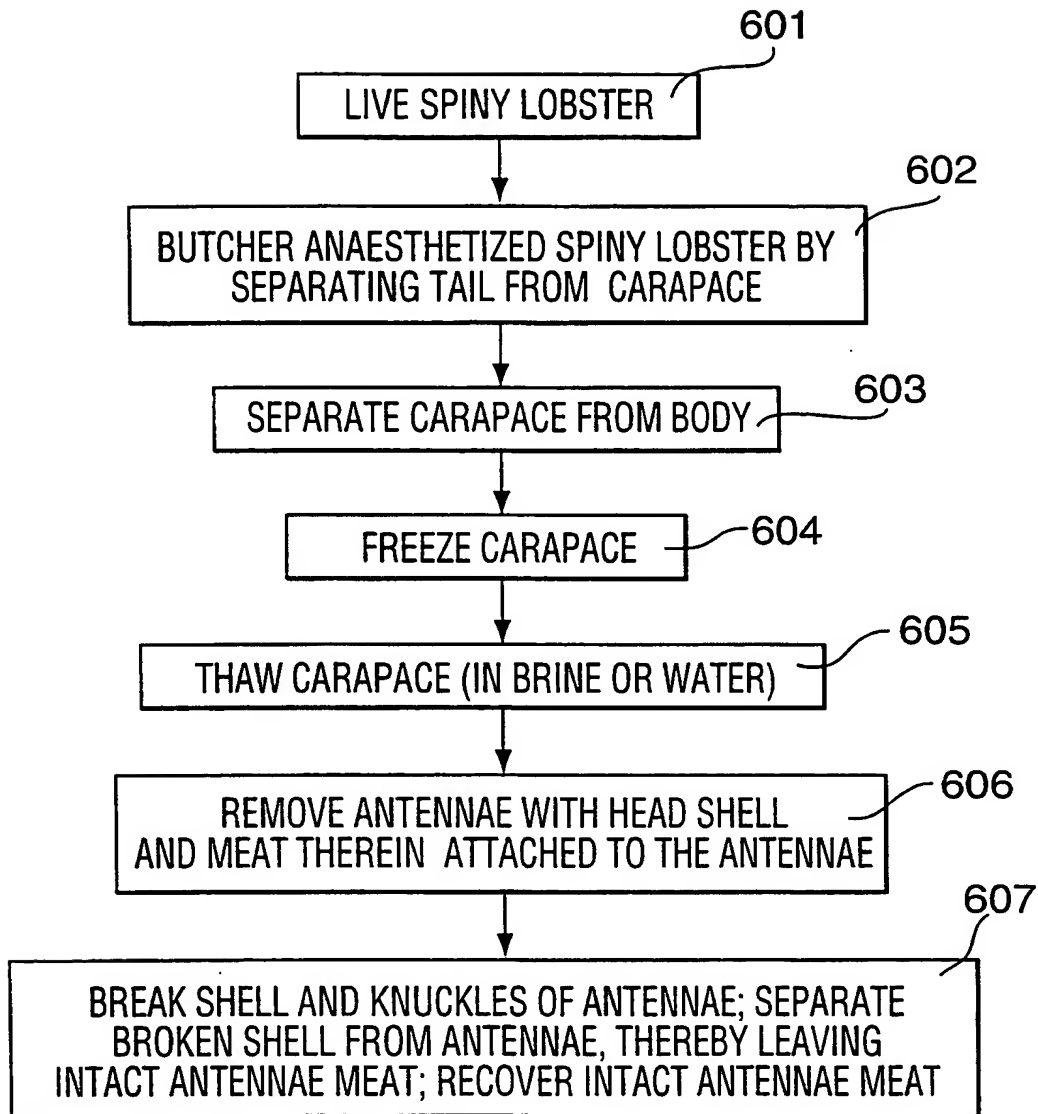 601
LIVE SPINY LOBSTER
602
BUTCHER ANAESTHETIZED SPINY LOBSTER BY
SEPARATING TAIL FROM CARAPACE
603
SEPARATE CARAPACE FROM BODY
604
FREEZE CARAPACE
605
THAW CARAPACE (IN BRINE OR WATER)
606
REMOVE ANTENNAE WITH HEAD SHELL
AND MEAT THEREIN ATTACHED TO THE ANTENNAE
607
BREAK SHELL AND KNUCKLES OF ANTENNAE; SEPARATE
BROKEN SHELL FROM ANTENNAE, THEREBY LEAVING
INTACT ANTENNAE MEAT; RECOVER INTACT ANTENNAE MEAT